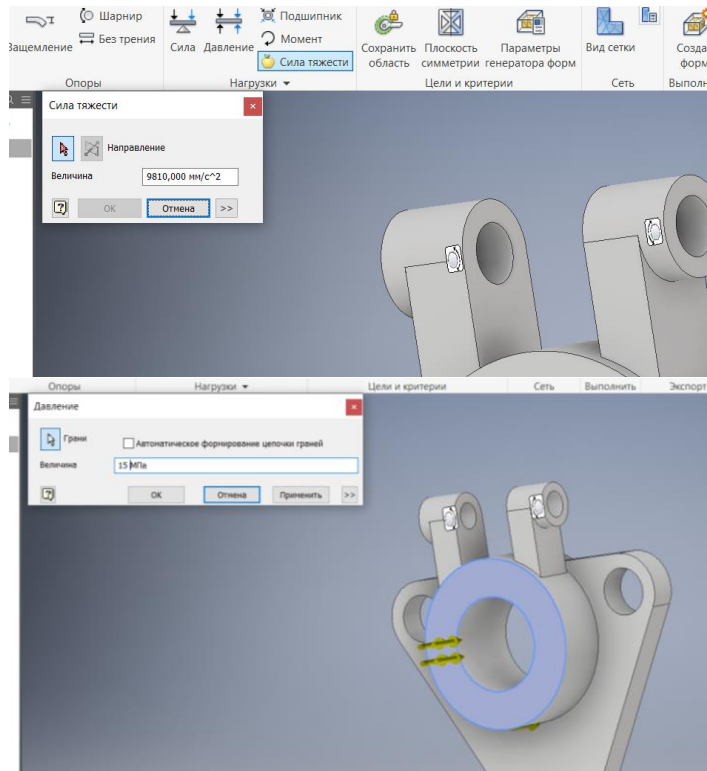 Шарнир
Подшипник
Защемление
Без трения
Сила
Давление
Момент
Сила тяжести
Сохранить область
Плоскость симметрии
Параметры генератора форм
Вид сетки
Созда
форм
Опоры
Нагрузки
Цели и критерии
Сеть
Выполн
Сила тяжести
Направление
Величина
9810,000 мм/с^2
ОК
Отмена
>>
Опоры
Нагрузки
Цели и критерии
Сеть
Выполнить
Экспорт
Давление
Грани
Автоматическое формирование цепочки граней
Величина
15 МПа
ОК
Отмена
Применить
>>